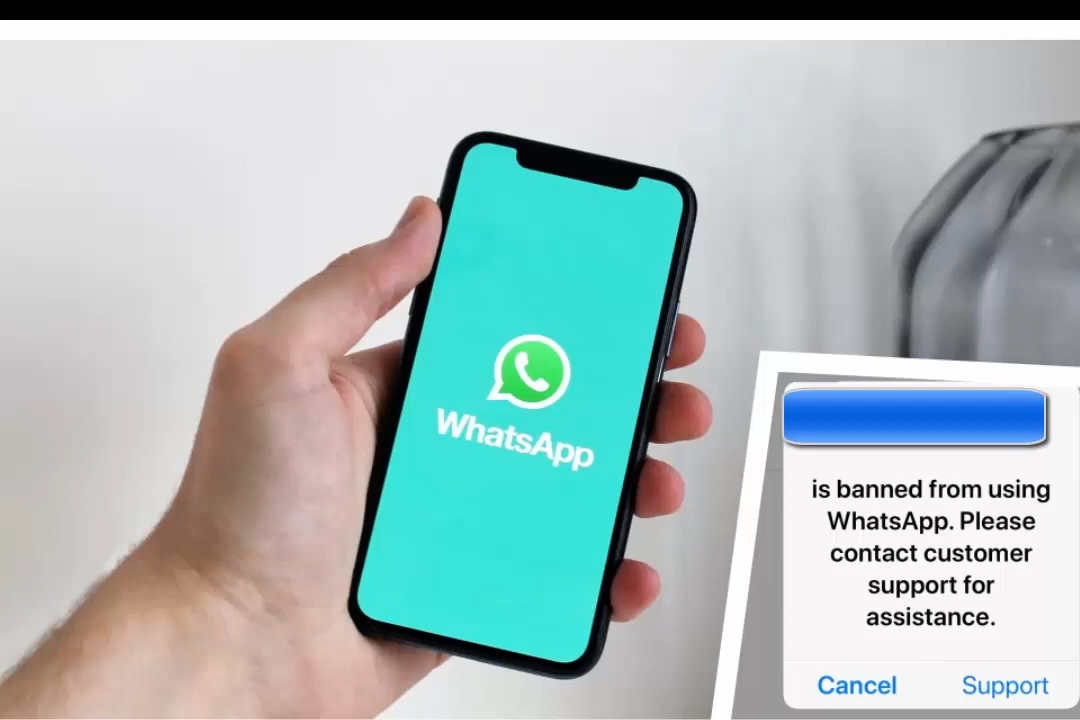 WhatsApp
is banned from using
WhatsApp. Please
contact customer
support for
assistance.
Cancel
Support